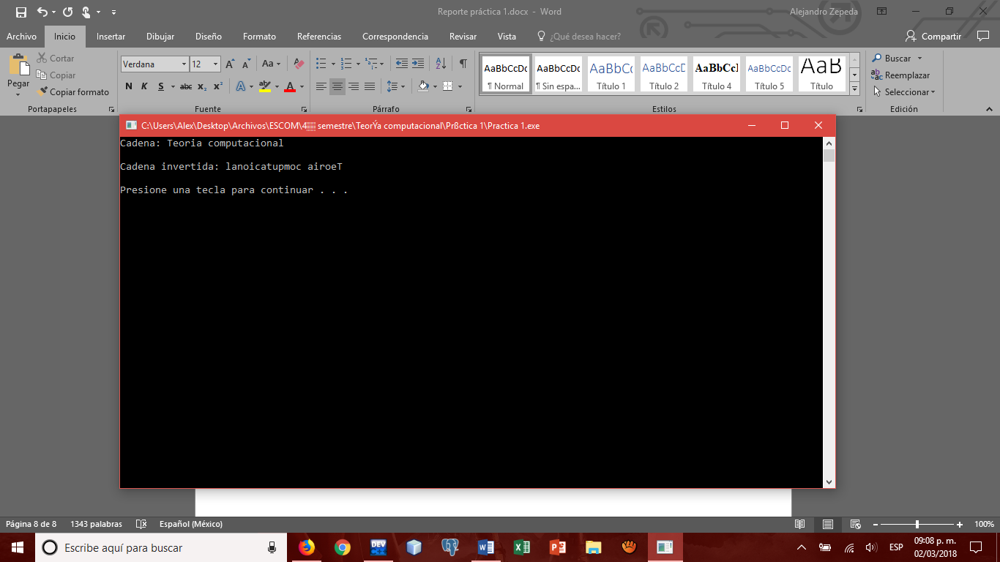 Reporte práctica 1.docx - Word
Alejandro Zepeda
Archivo Inicio Insertar Dibujar Diseño Formato Referencias Correspondencia Revisar Vista ¿Qué desea hacer? Compartir
Pegar
Cortar
Copiar
Copiar formato
Portapapeles
Verdana 12 Aa
N K S abc x₂ x² A ab A
Fuente
Párrafo
AaBbCcDc AaBbCcDc AaBbCc AaBbCcD AaBbCcI AaBbCcDc AaB
¶ Normal ¶ Sin espa... Título 1 Título 2 Título 4 Título 5 Título
Estilos
Buscar
Reemplazar
Seleccionar
Edición
C:\Users\Alex\Desktop\Archivos\ESCOM\4▒ semestre\TeorÝa computacional\Prßctica 1\Practica 1.exe
Cadena: Teoria computacional
Cadena invertida: lanoicatupmoc airoeT
Presione una tecla para continuar . . .
Página 8 de 8 1343 palabras Español (México) 100%
Escribe aquí para buscar
DEV
ESP
09:08 p. m.
02/03/2018